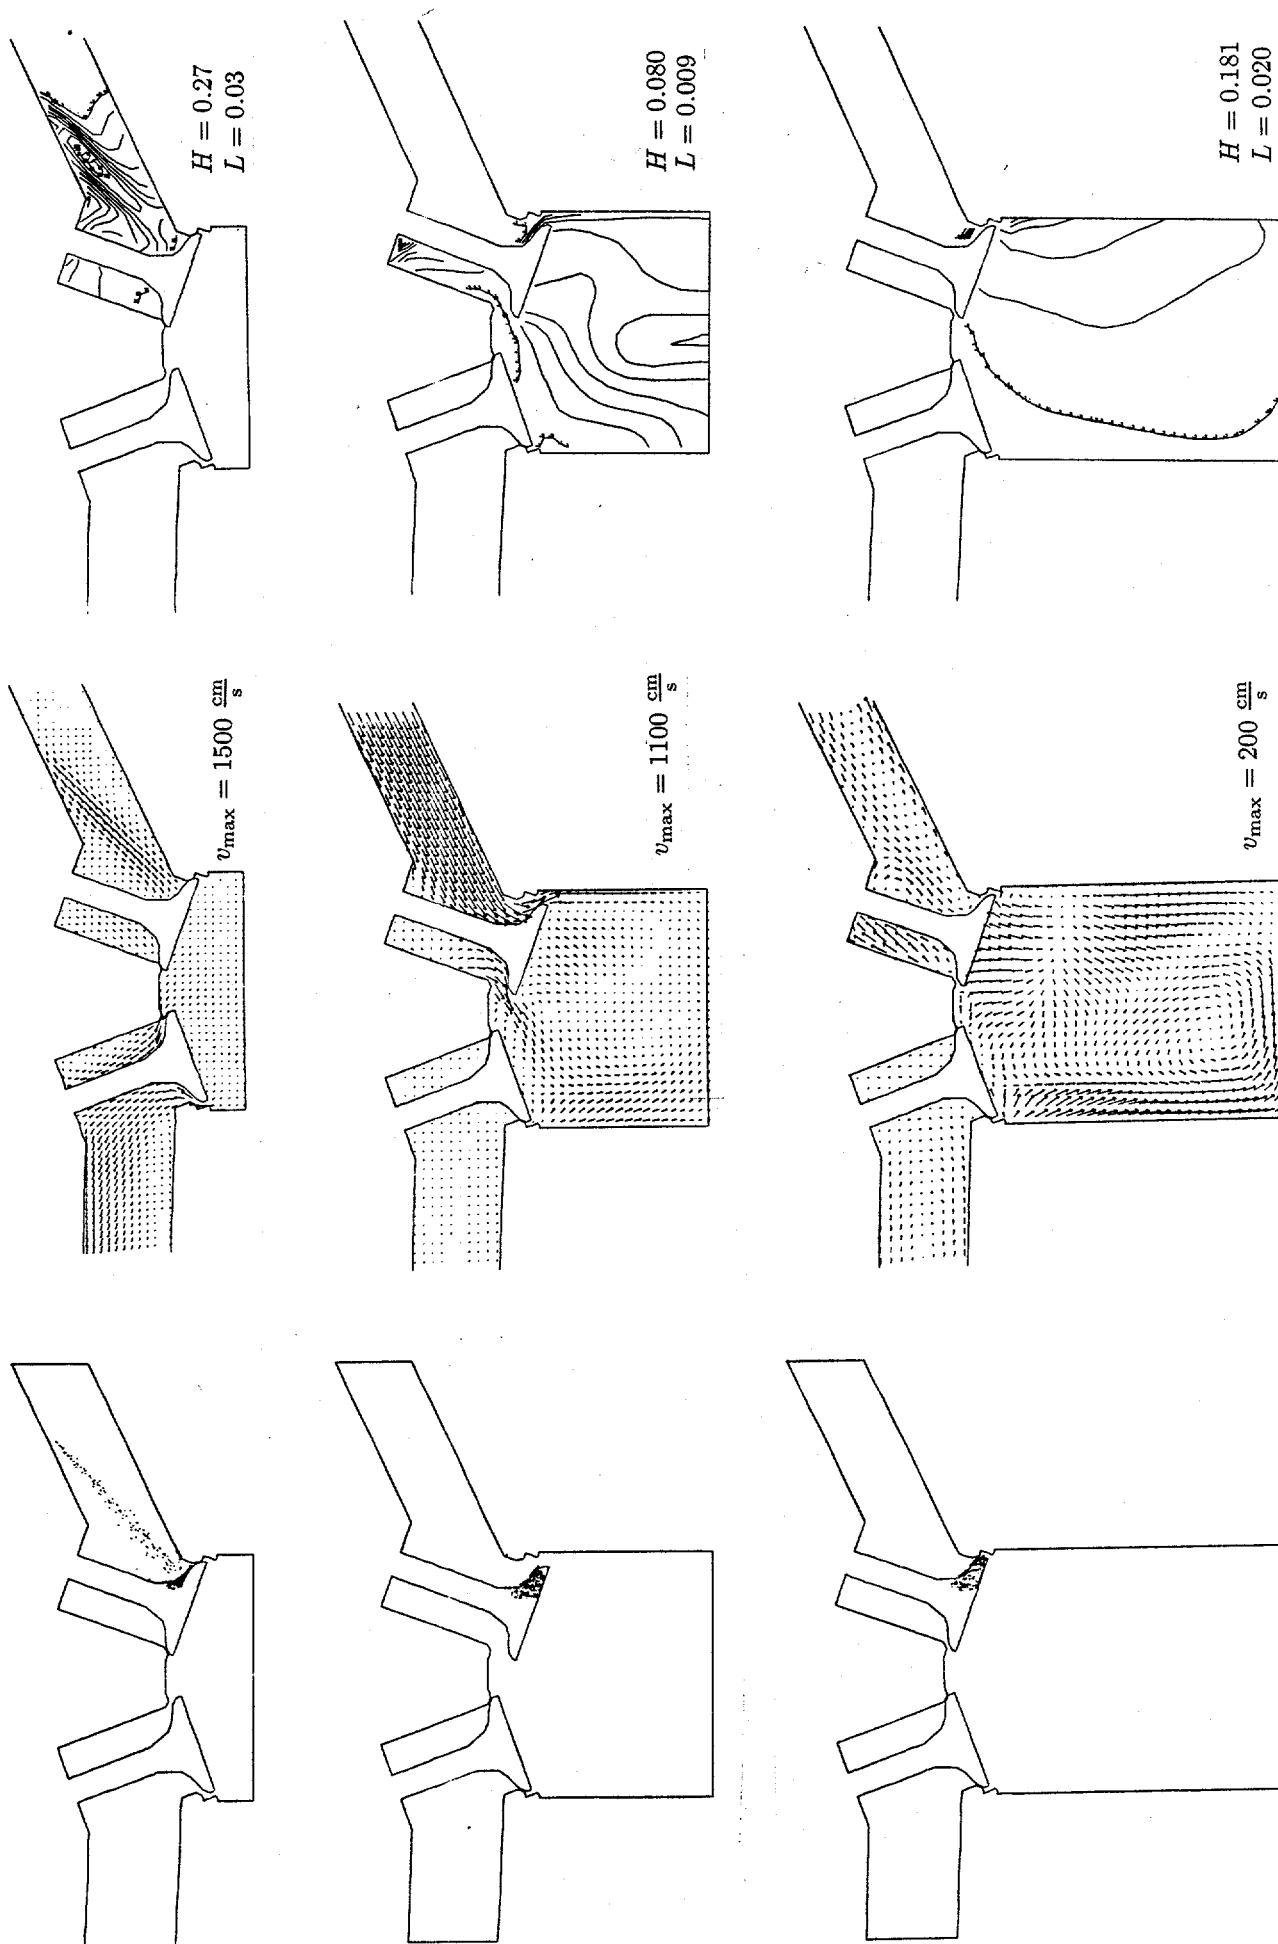 H = 0.27
L = 0.03
v_max = 1500 cm/s
H = 0.080
L = 0.009
v_max = 1100 cm/s
H = 0.181
L = 0.020
v_max = 200 cm/s